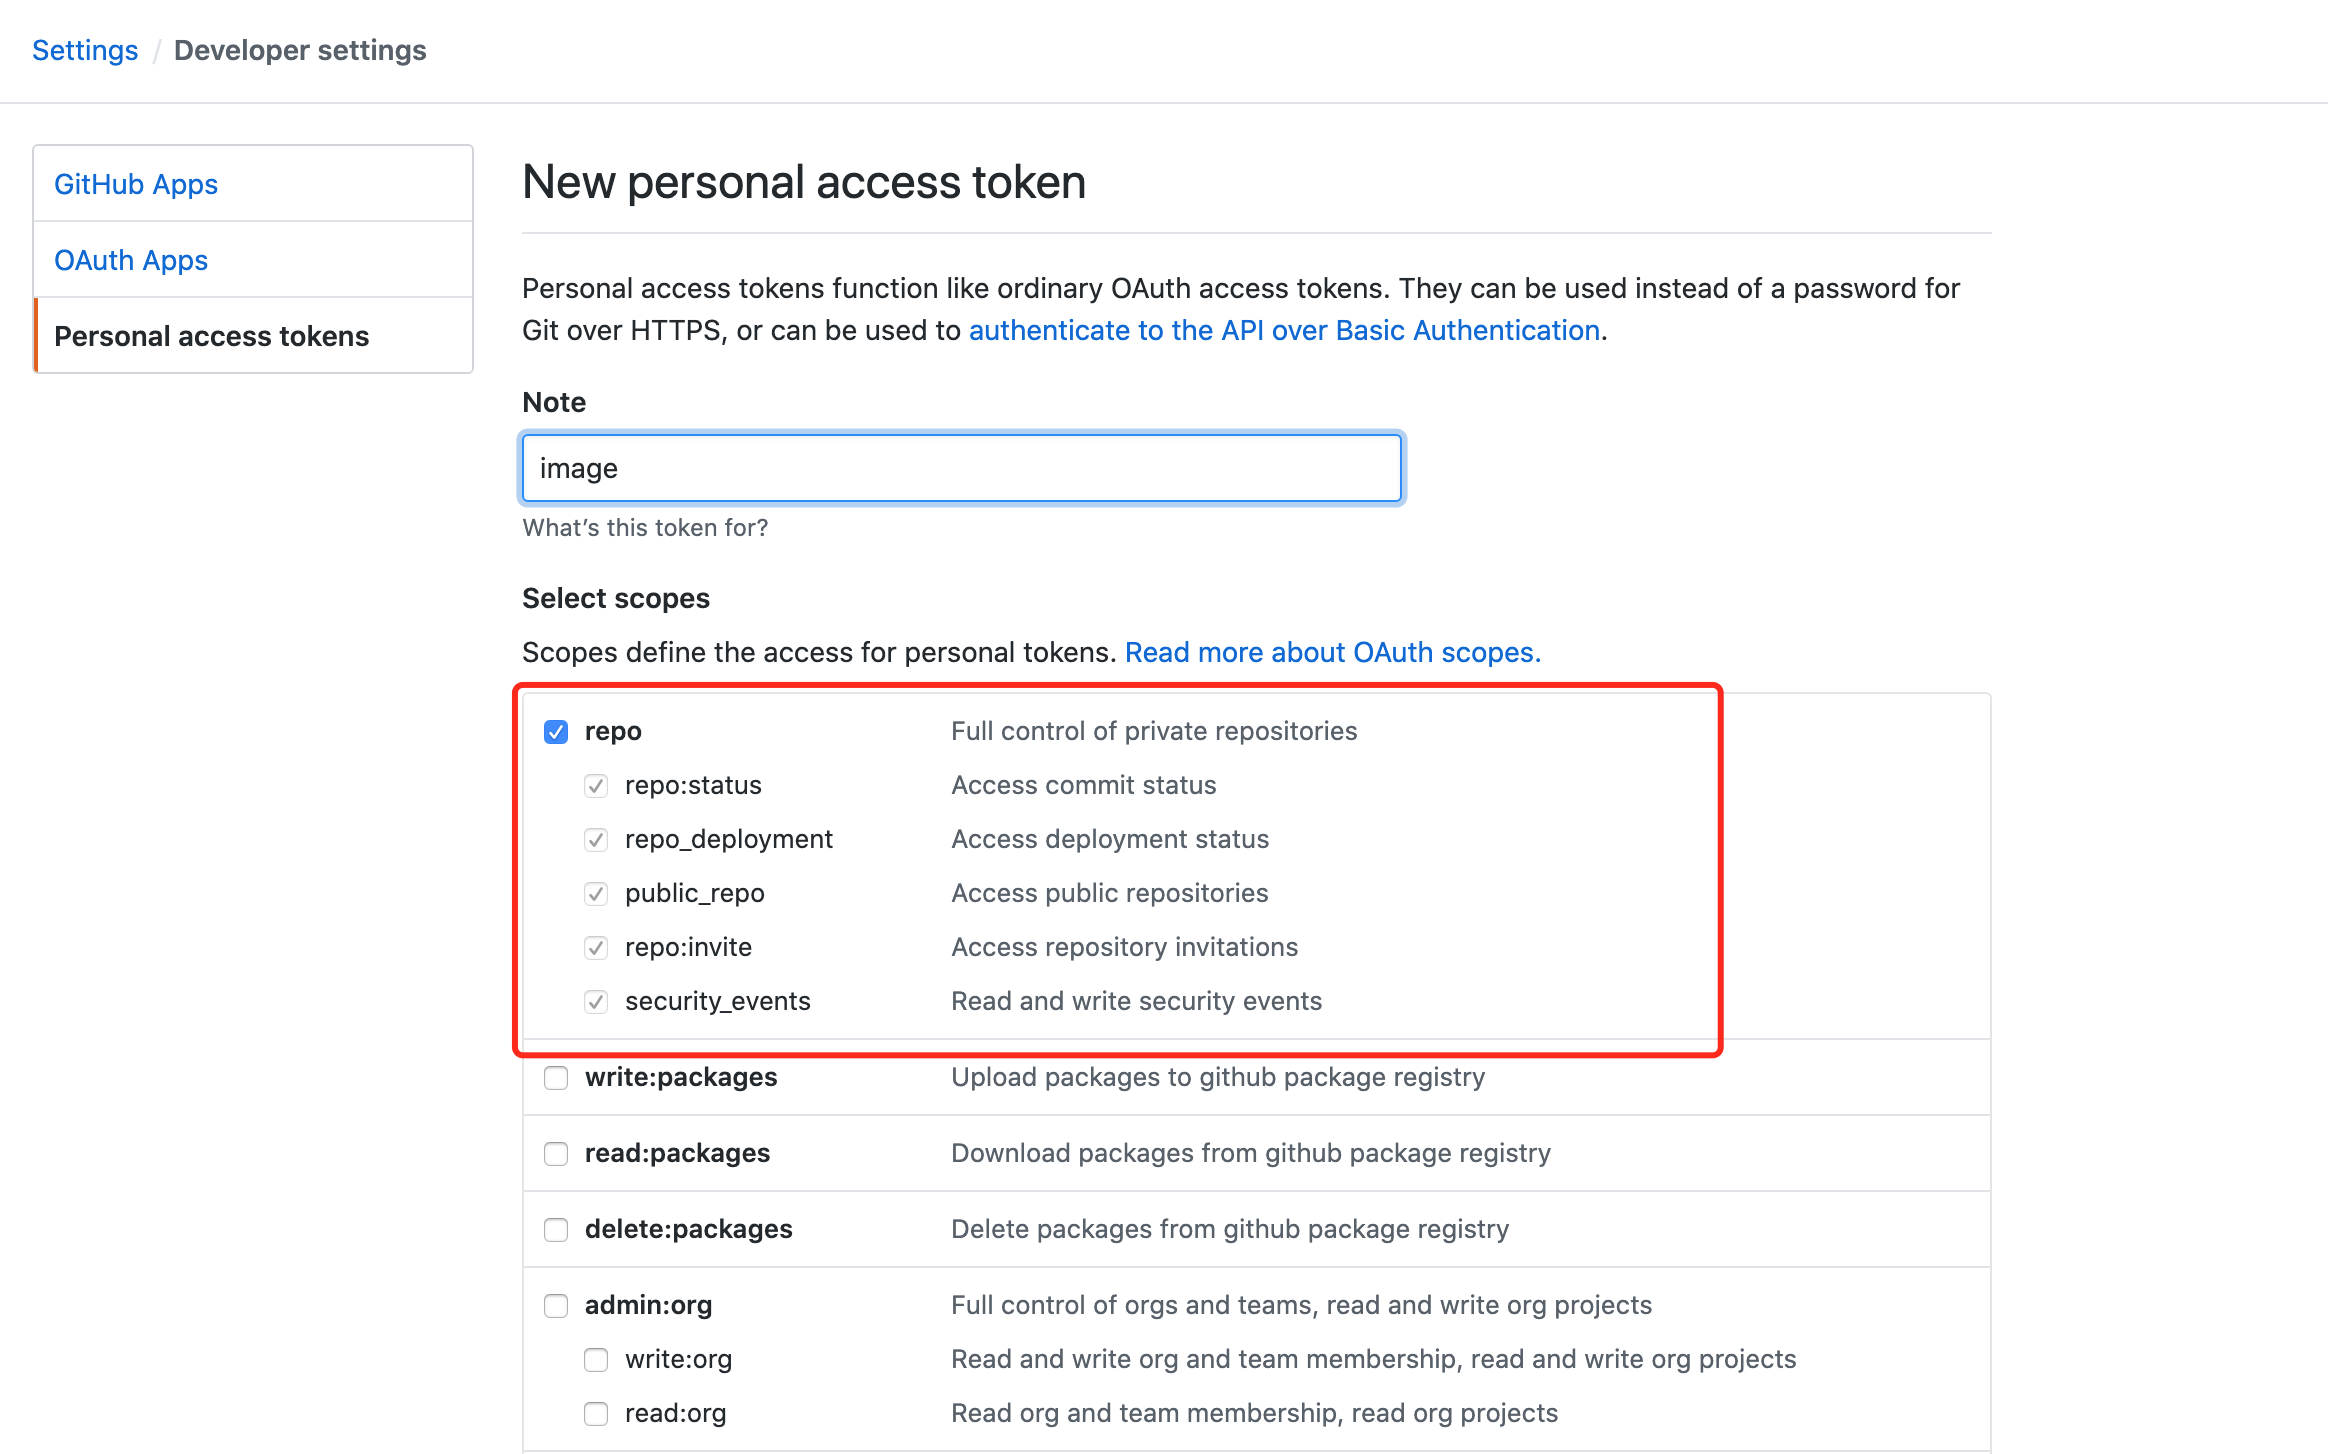 Settings / Developer settings
GitHub Apps
OAuth Apps
Personal access tokens
New personal access token
Personal access tokens function like ordinary OAuth access tokens. They can be used instead of a password for
Git over HTTPS, or can be used to authenticate to the API over Basic Authentication.
Note
image
What's this token for?
Select scopes
Scopes define the access for personal tokens. Read more about OAuth scopes.
repo Full control of private repositories
repo:status Access commit status
repo_deployment Access deployment status
public_repo Access public repositories
repo:invite Access repository invitations
security_events Read and write security events
write:packages Upload packages to github package registry
read:packages Download packages from github package registry
delete:packages Delete packages from github package registry
admin:org Full control of orgs and teams, read and write org projects
write:org Read and write org and team membership, read and write org projects
read:org Read org and team membership, read org projects